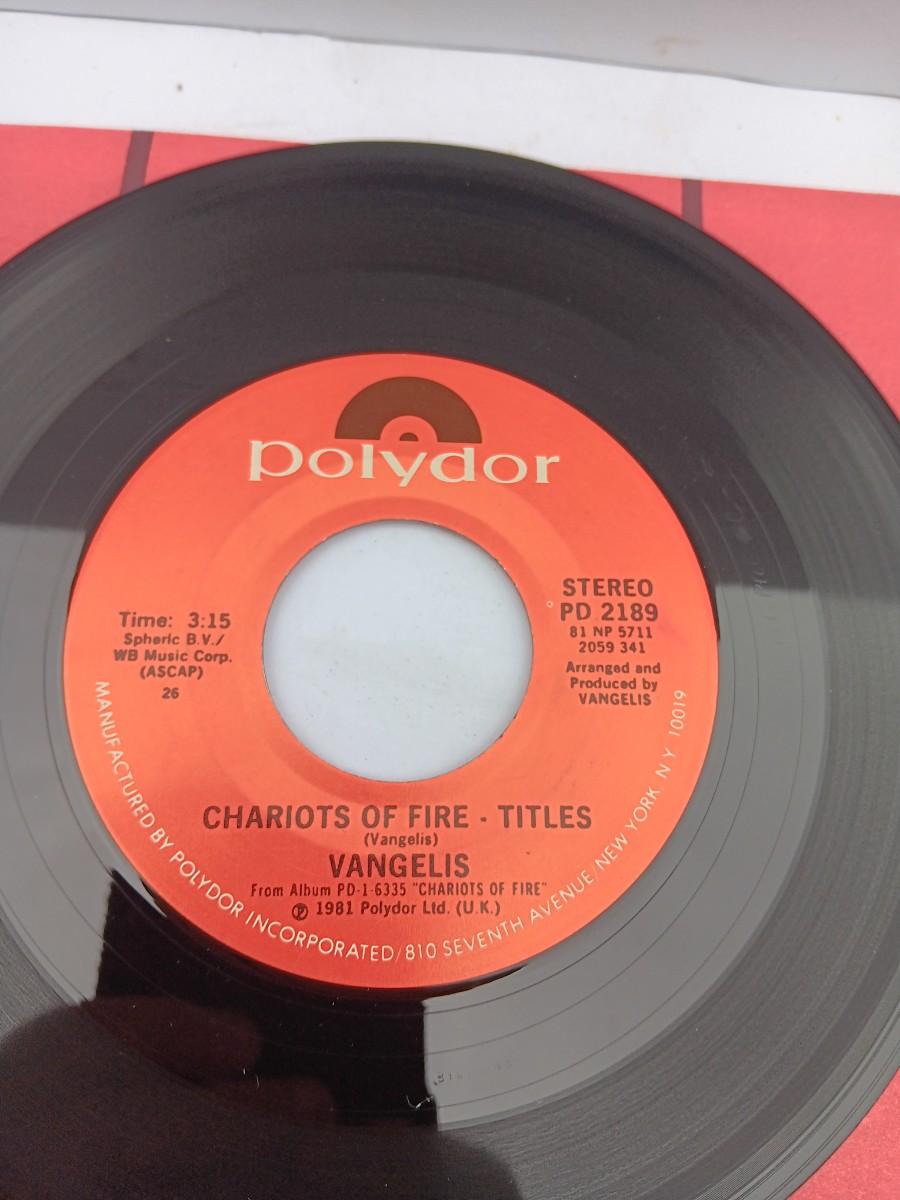 polydor
STEREO
PD 2189
81 NP 5711
2059 341
Arranged and
Produced by
VANGELIS
Time: 3:15
Spheric B.V./
WB Music Corp.
(ASCAP)
26
CHARIOTS OF FIRE - TITLES
(Vangelis)
VANGELIS
From Album PD-1-6335 "CHARIOTS OF FIRE"
℗ 1981 Polydor Ltd. (U.K.)
MANUFACTURED BY POLYDOR INCORPORATED/810 SEVENTH AVENUE/NEW YORK, N Y 10019